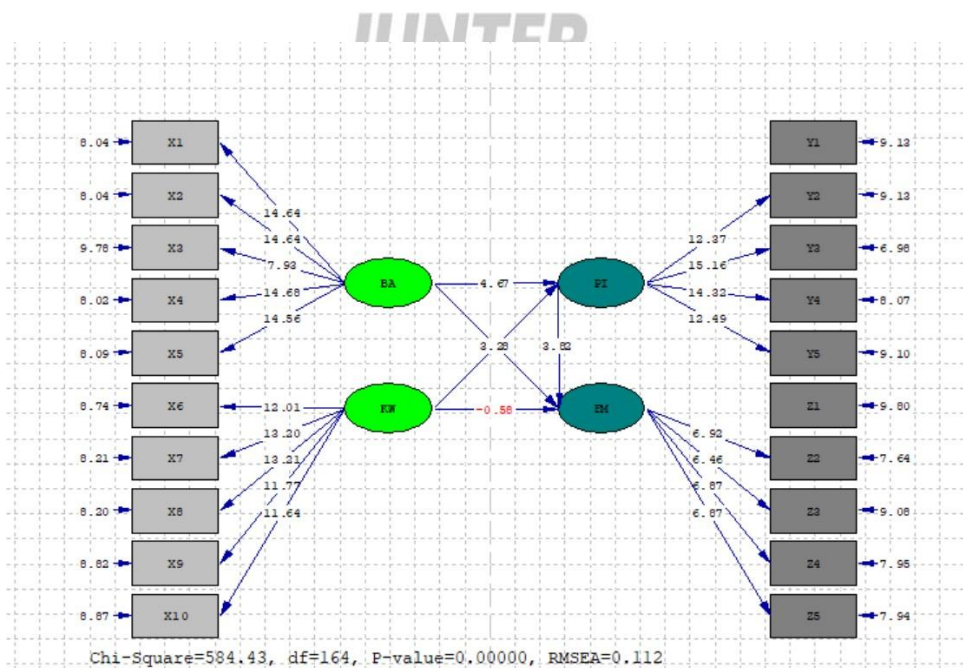 8.04 X1 Y1 9.13
8.04 X2 Y2 9.13
14.64
14.64 12.37
9.78 X3 Y3 6.98
7.93 15.16
BA 4.67 PI
8.02 X4 14.68 14.32 Y4 8.07
14.56 12.49
8.09 X5 3.28 3.82 Y5 9.10
8.74 X6 12.01 KW -0.58 EM Z1 9.80
13.20 6.92
8.21 X7 13.21 6.46 Z2 7.64
11.77 6.87
8.20 X8 11.64 6.87 Z3 9.08
8.82 X9 Z4 7.95
8.87 X10 Z5 7.94
Chi-Square=584.43, df=164, P-value=0.00000, RMSEA=0.112